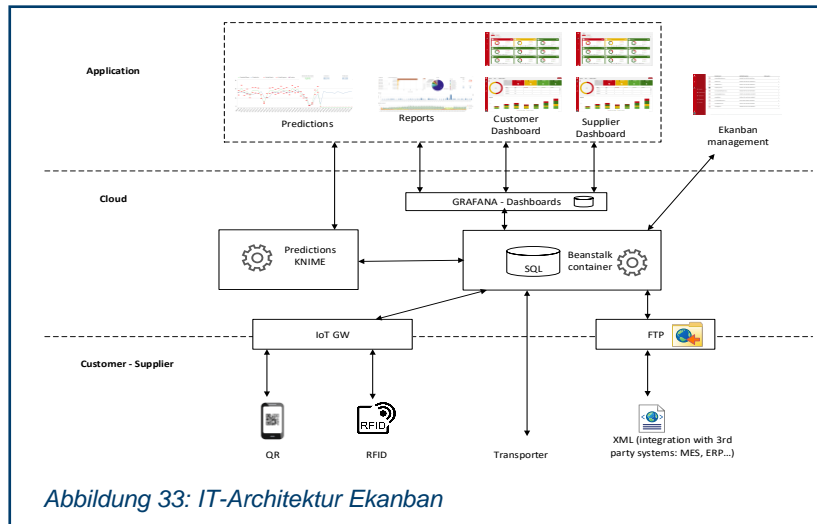 Application
Predictions
Reports
Customer
Dashboard
Supplier
Dashboard
Ekanban
management
Cloud
GRAFANA - Dashboards
Predictions
KNIME
SQL
Beanstalk
container
IoT GW
FTP
Customer - Supplier
RFID
QR
RFID
Transporter
XML (integration with 3rd
party systems: MES, ERP...)
Abbildung 33: IT-Architektur Ekanban